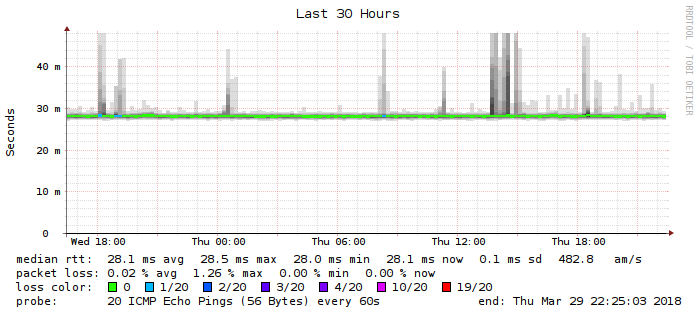 Last 30 Hours
RRDTOOL / TOBI OETIKER
Seconds
40 m
30 m
20 m
10 m
0
Wed 18:00 Thu 00:00 Thu 06:00 Thu 12:00 Thu 18:00
median rtt: 28.1 ms avg 28.5 ms max 28.0 ms min 28.1 ms now 0.1 ms sd 482.8 am/s
packet loss: 0.02 % avg 1.26 % max 0.00 % min 0.00 % now
loss color: 0 1/20 2/20 3/20 4/20 10/20 19/20
probe: 20 ICMP Echo Pings (56 Bytes) every 60s end: Thu Mar 29 22:25:03 2018